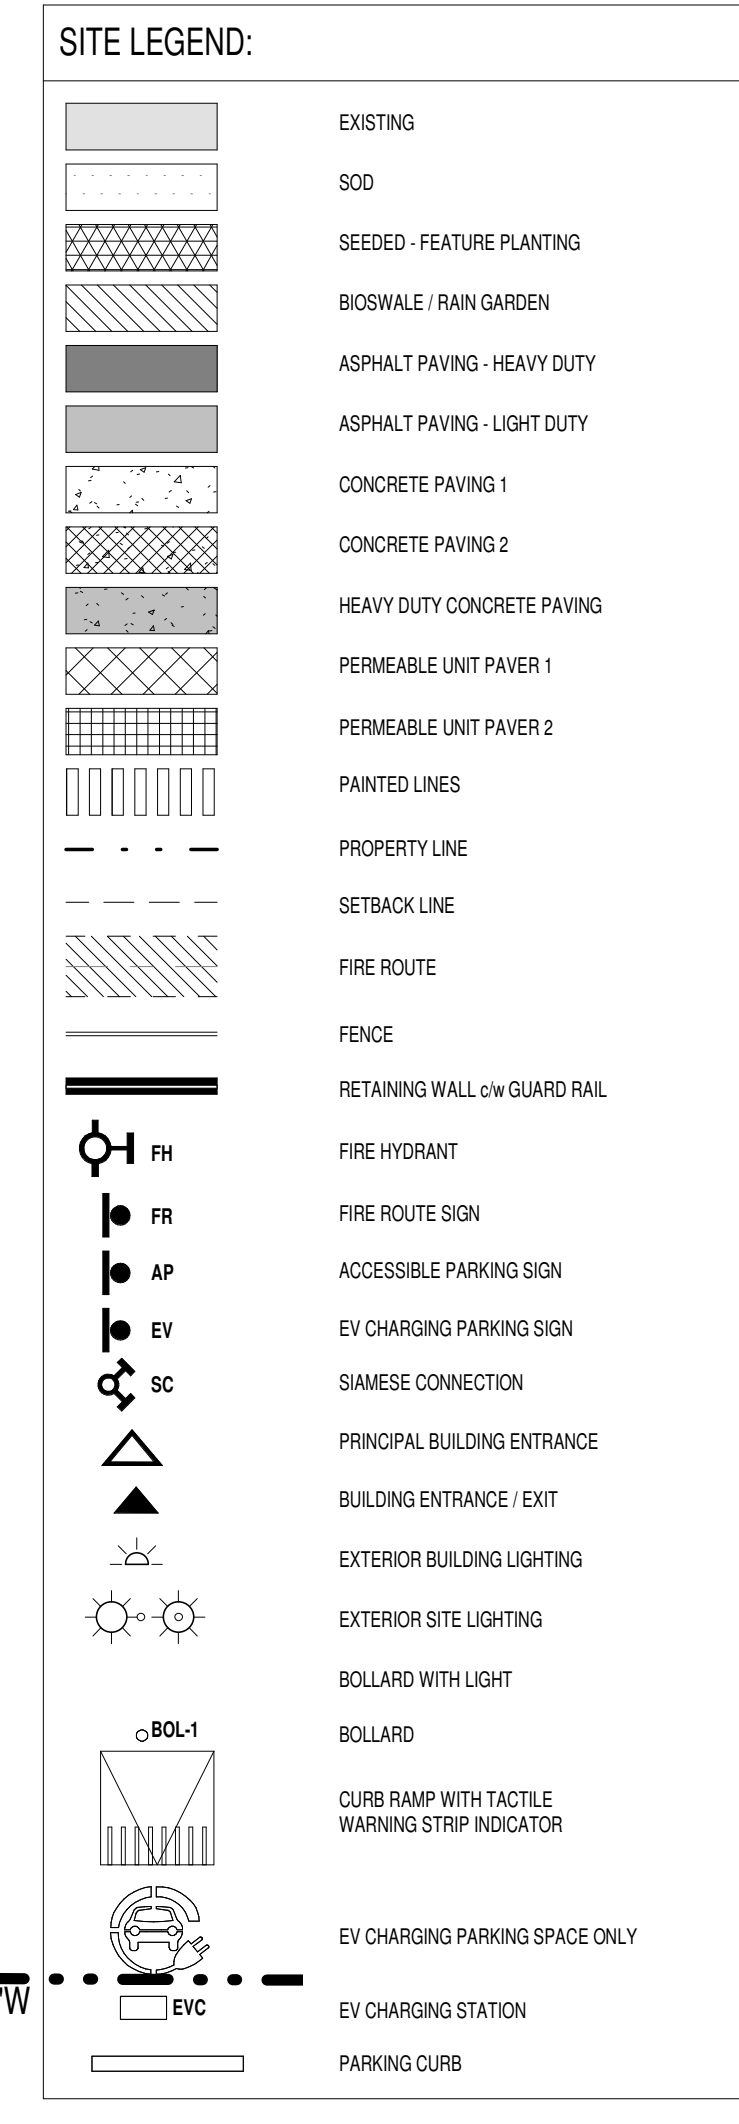 SITE LEGEND:
EXISTING
SOD
SEEDED - FEATURE PLANTING
BIOSWALE / RAIN GARDEN
ASPHALT PAVING - HEAVY DUTY
ASPHALT PAVING - LIGHT DUTY
CONCRETE PAVING 1
CONCRETE PAVING 2
HEAVY DUTY CONCRETE PAVING
PERMEABLE UNIT PAVER 1
PERMEABLE UNIT PAVER 2
PAINTED LINES
PROPERTY LINE
SETBACK LINE
FIRE ROUTE
FENCE
RETAINING WALL c/w GUARD RAIL
FH FIRE HYDRANT
FR FIRE ROUTE SIGN
AP ACCESSIBLE PARKING SIGN
EV EV CHARGING PARKING SIGN
SC SIAMESE CONNECTION
PRINCIPAL BUILDING ENTRANCE
BUILDING ENTRANCE / EXIT
EXTERIOR BUILDING LIGHTING
EXTERIOR SITE LIGHTING
BOLLARD WITH LIGHT
BOL-1 BOLLARD
CURB RAMP WITH TACTILE
WARNING STRIP INDICATOR
EV CHARGING PARKING SPACE ONLY
"W
EVC EV CHARGING STATION
PARKING CURB